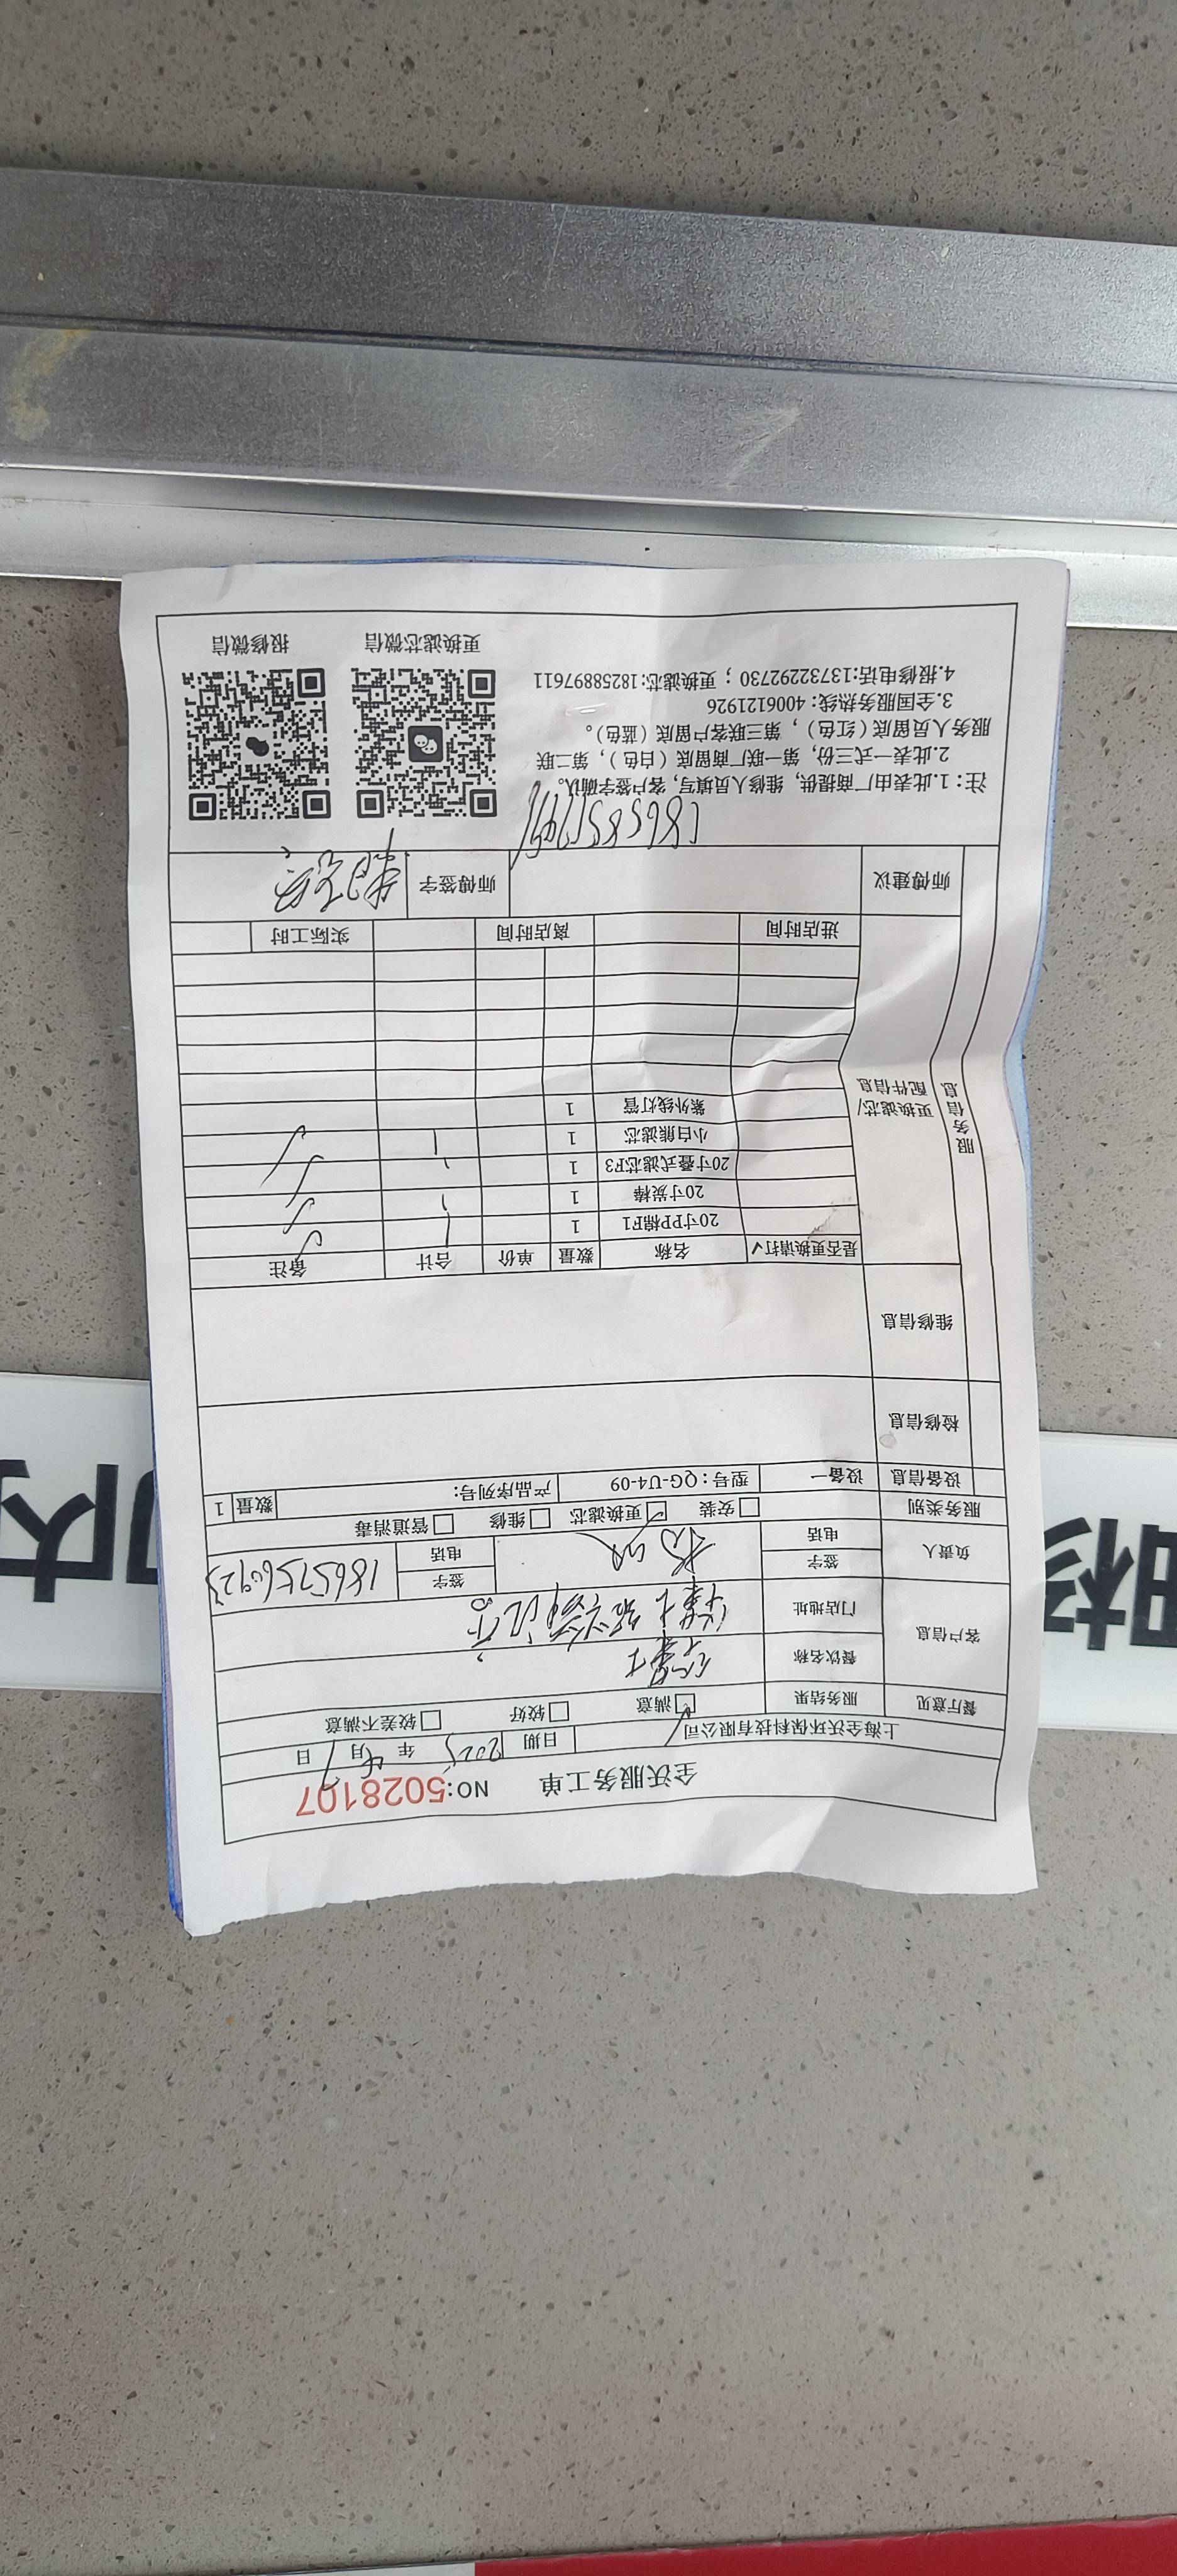 全沃服务工单 NO:5028107
上海全沃环保科技有限公司 日期 2025 年 月 日
餐厅意见 服务结果 满意 较好 较差不满意
客户信息 餐饮名称
门店地址
负责人 签字 签字
电话 电话
服务类别 安装 更换滤芯 维修 管道消毒
设备信息 设备一 型号：QG-U4-09 产品序列号： 数量 1
服务信息
检修信息
维修信息
更换滤芯/配件信息
是否更换请打√ 名称 数量 单价 合计 备注
20寸PP棉F1 1 √
20寸炭棒 1 √
20寸叠式滤芯F3 1 √
小白熊滤芯 1 √
紫外线灯管 1
进店时间 离店时间 实际工时
师傅建议 师傅签字
注：1.此表由厂商提供，维修人员填写，客户签字确认。
2.此表一式三份，第一联厂商留底（白色），第二联
服务人员留底（红色），第三联客户留底（蓝色）。
3.全国服务热线：4006121926
4.报修电话:13732292730；更换滤芯:18258897611
更换滤芯微信 报修微信